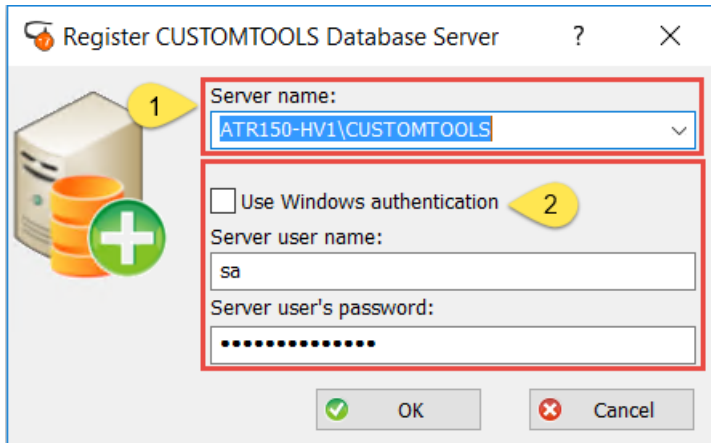 Register CUSTOMTOOLS Database Server
?
1
Server name:
ATR150-HV1\CUSTOMTOOLS
Use Windows authentication
2
Server user name:
sa
Server user's password:
••••••••••••••
OK
Cancel